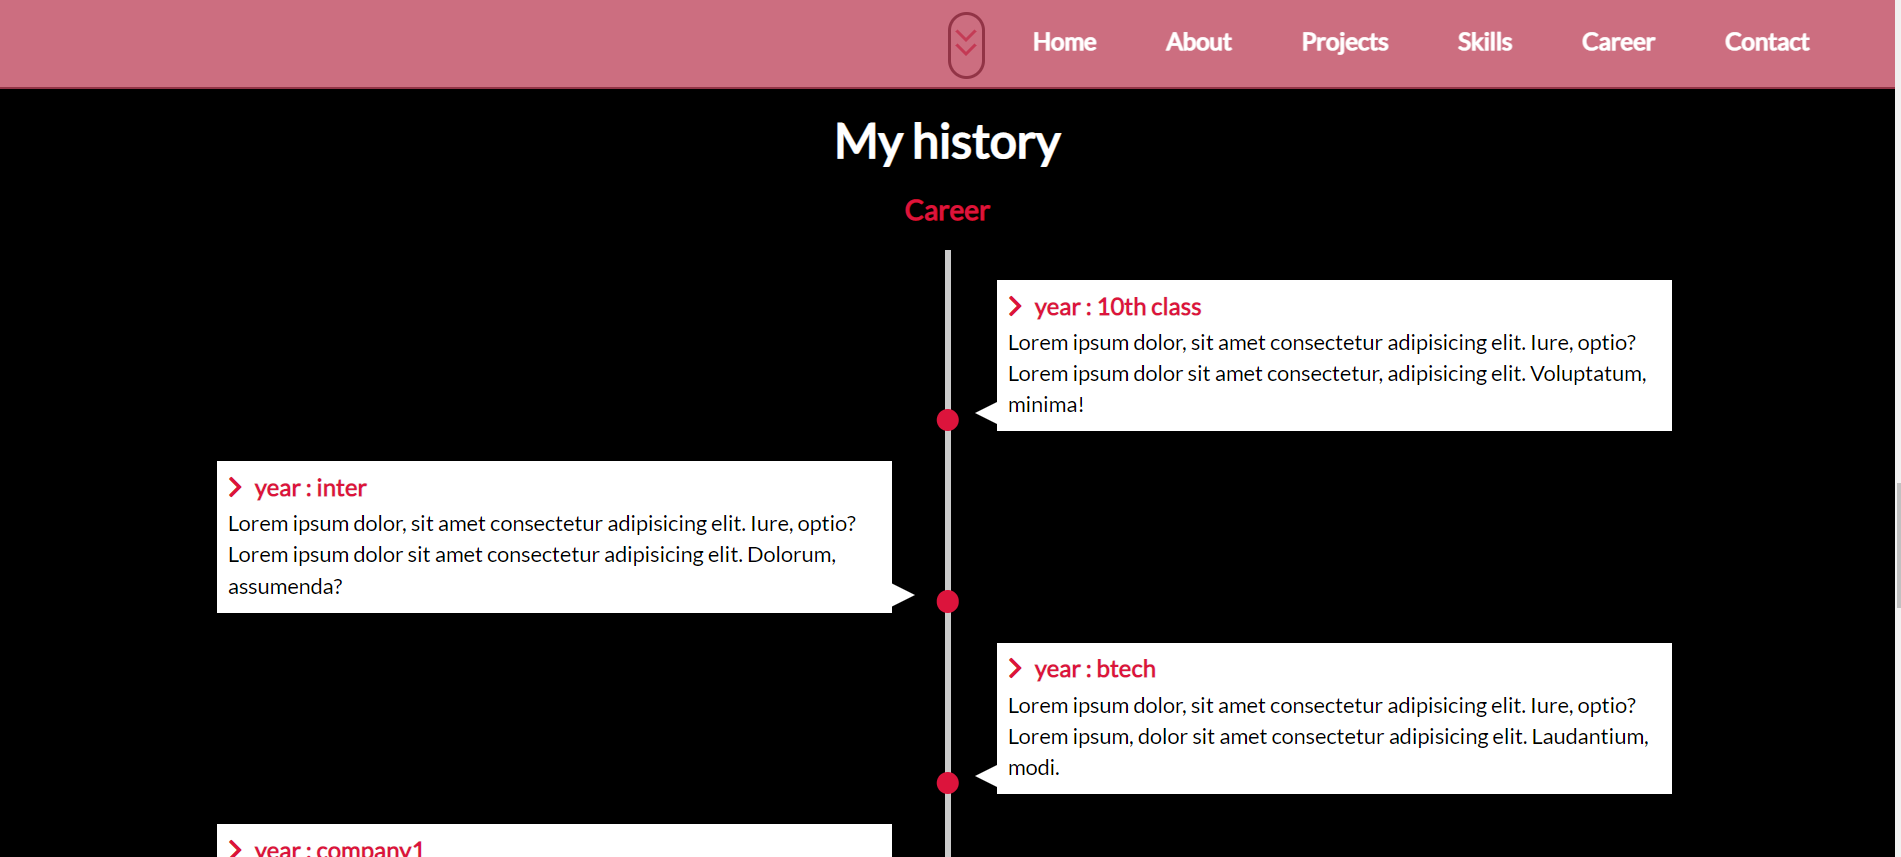 Home About Projects Skills Career Contact
My history
Career
year : 10th class
Lorem ipsum dolor, sit amet consectetur adipisicing elit. Iure, optio?
Lorem ipsum dolor sit amet consectetur, adipisicing elit. Voluptatum,
minima!
year : inter
Lorem ipsum dolor, sit amet consectetur adipisicing elit. Iure, optio?
Lorem ipsum dolor sit amet consectetur adipisicing elit. Dolorum,
assumenda?
year : btech
Lorem ipsum dolor, sit amet consectetur adipisicing elit. Iure, optio?
Lorem ipsum, dolor sit amet consectetur adipisicing elit. Laudantium,
modi.
year : company1